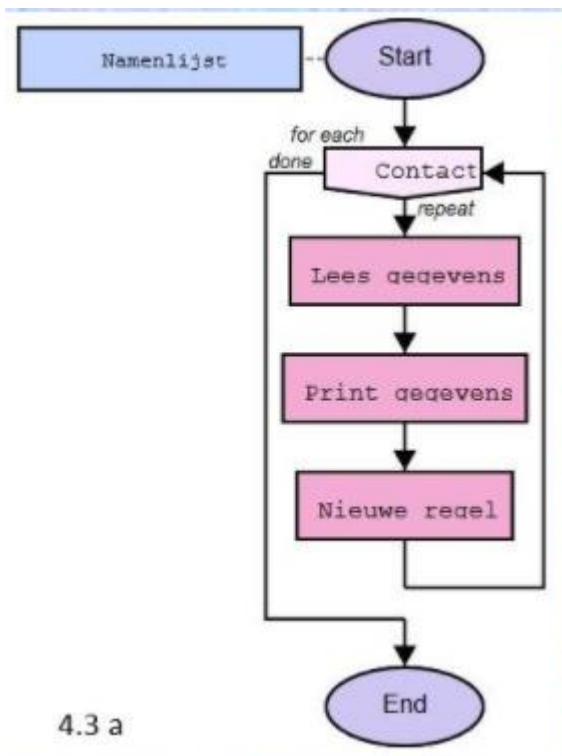 Namenlijst
Start
for each
done
Contact
repeat
Lees gegevens
Print gegevens
Nieuwe regel
End
4.3 a